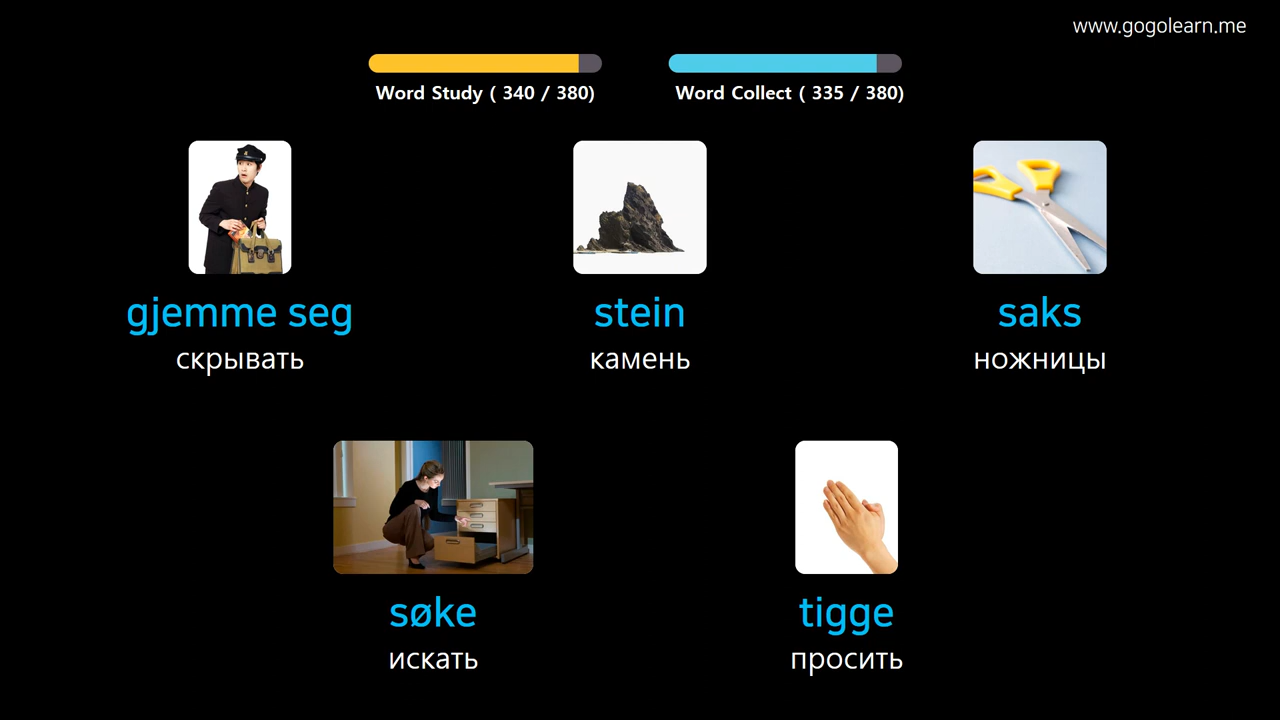 www.gogolearn.me
Word Study ( 340 / 380)
Word Collect ( 335 / 380)
gjemme seg
скрывать
stein
камень
saks
ножницы
søke
искать
tigge
просить